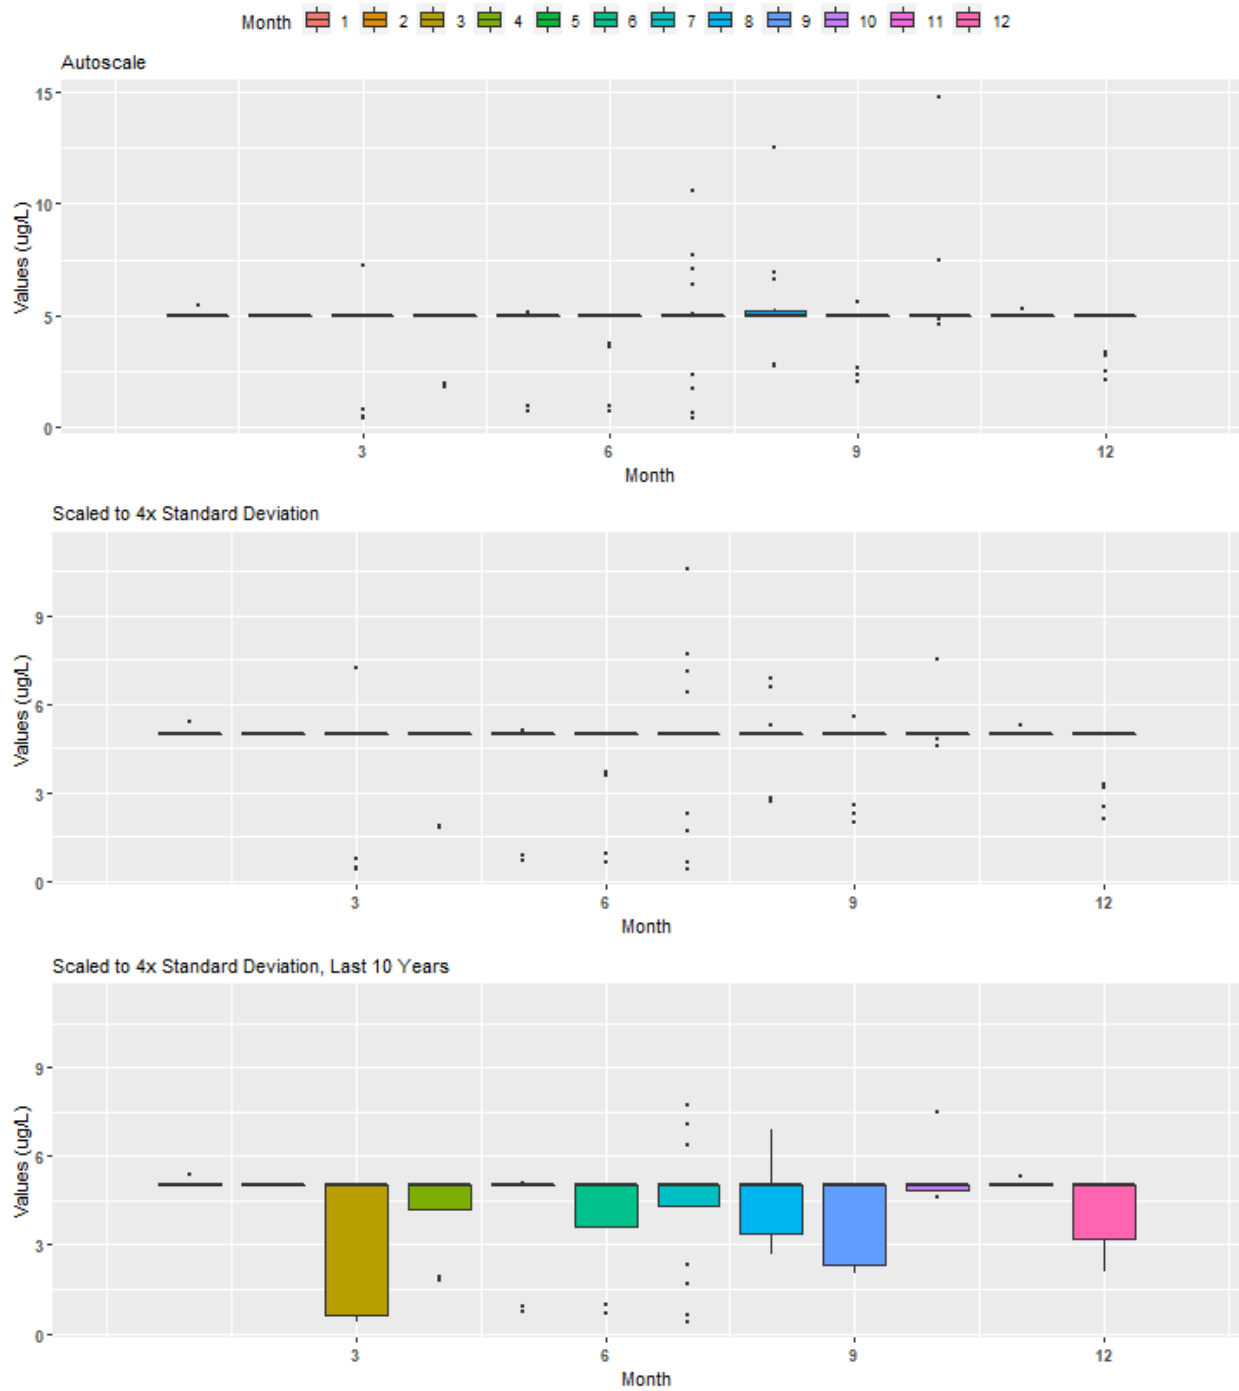 Month 1 2 3 4 5 6 7 8 9 10 11 12
Autoscale
Values (ug/L)
15
10
5
0
3 6 9 12
Month
Scaled to 4x Standard Deviation
Values (ug/L)
9
6
3
0
3 6 9 12
Month
Scaled to 4x Standard Deviation, Last 10 Years
Values (ug/L)
9
6
3
0
3 6 9 12
Month